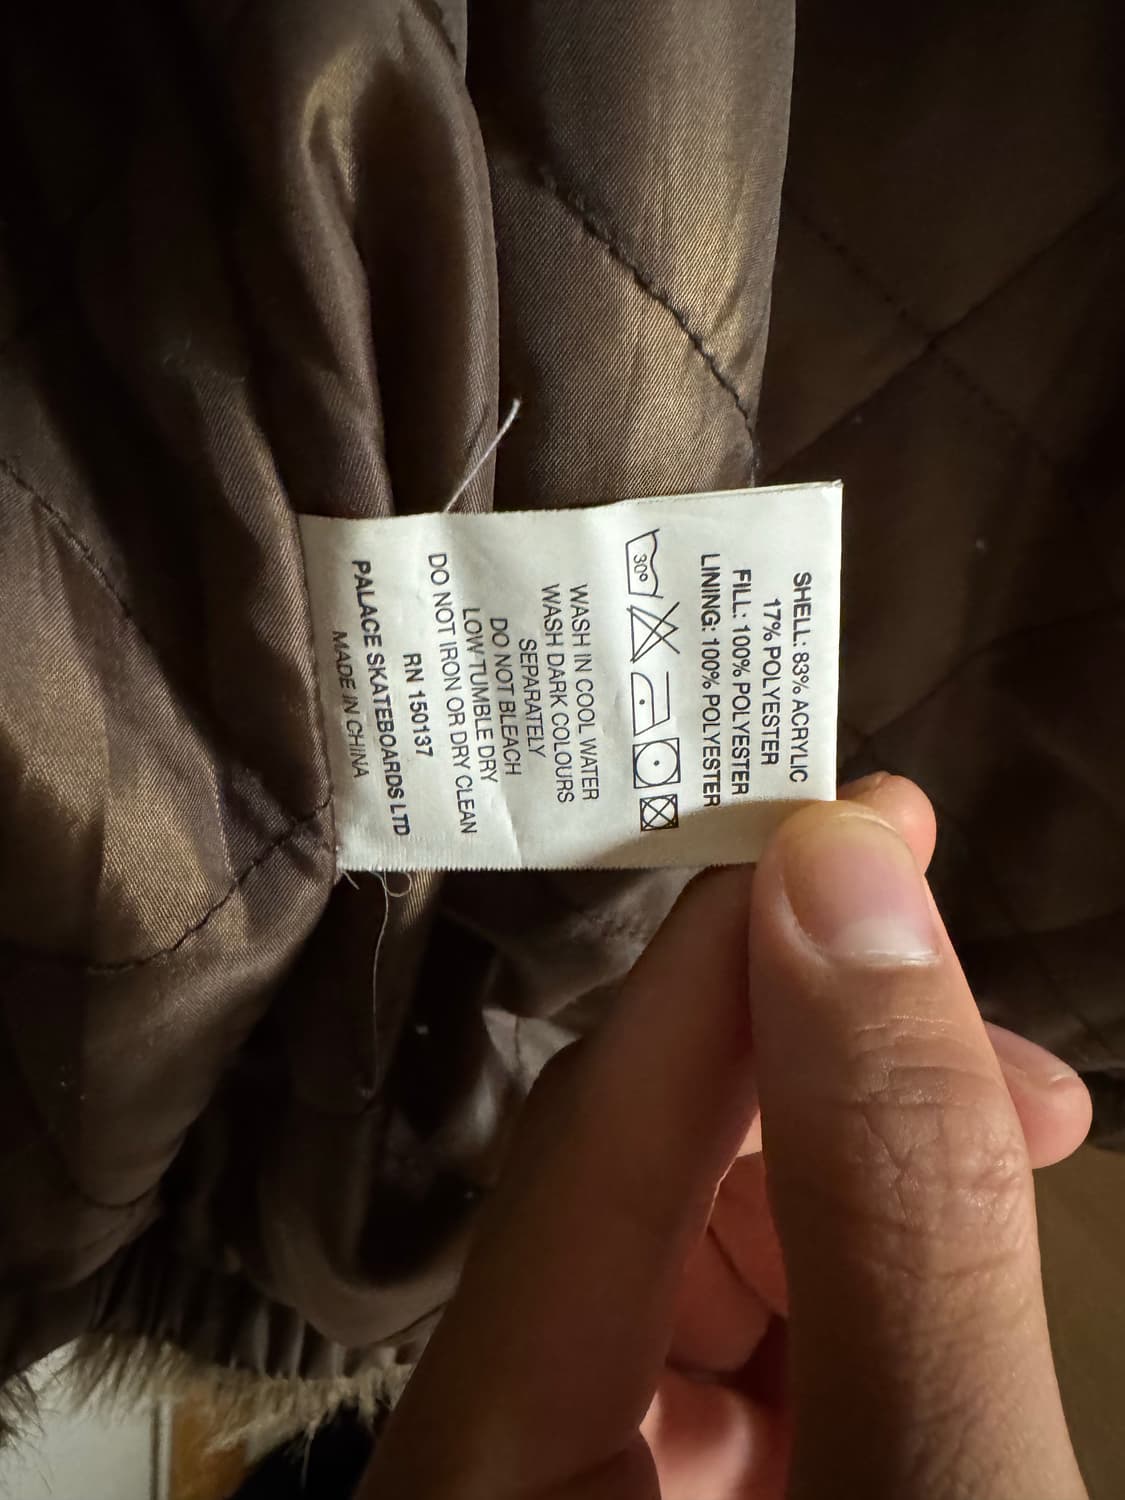 SHELL: 83% ACRYLIC
17% POLYESTER
FILL: 100% POLYESTER
LINING: 100% POLYESTER
30°
WASH IN COOL WATER
WASH DARK COLOURS
SEPARATELY
DO NOT BLEACH
LOW TUMBLE DRY
DO NOT IRON OR DRY CLEAN
RN 150137
PALACE SKATEBOARDS LTD
MADE IN CHINA